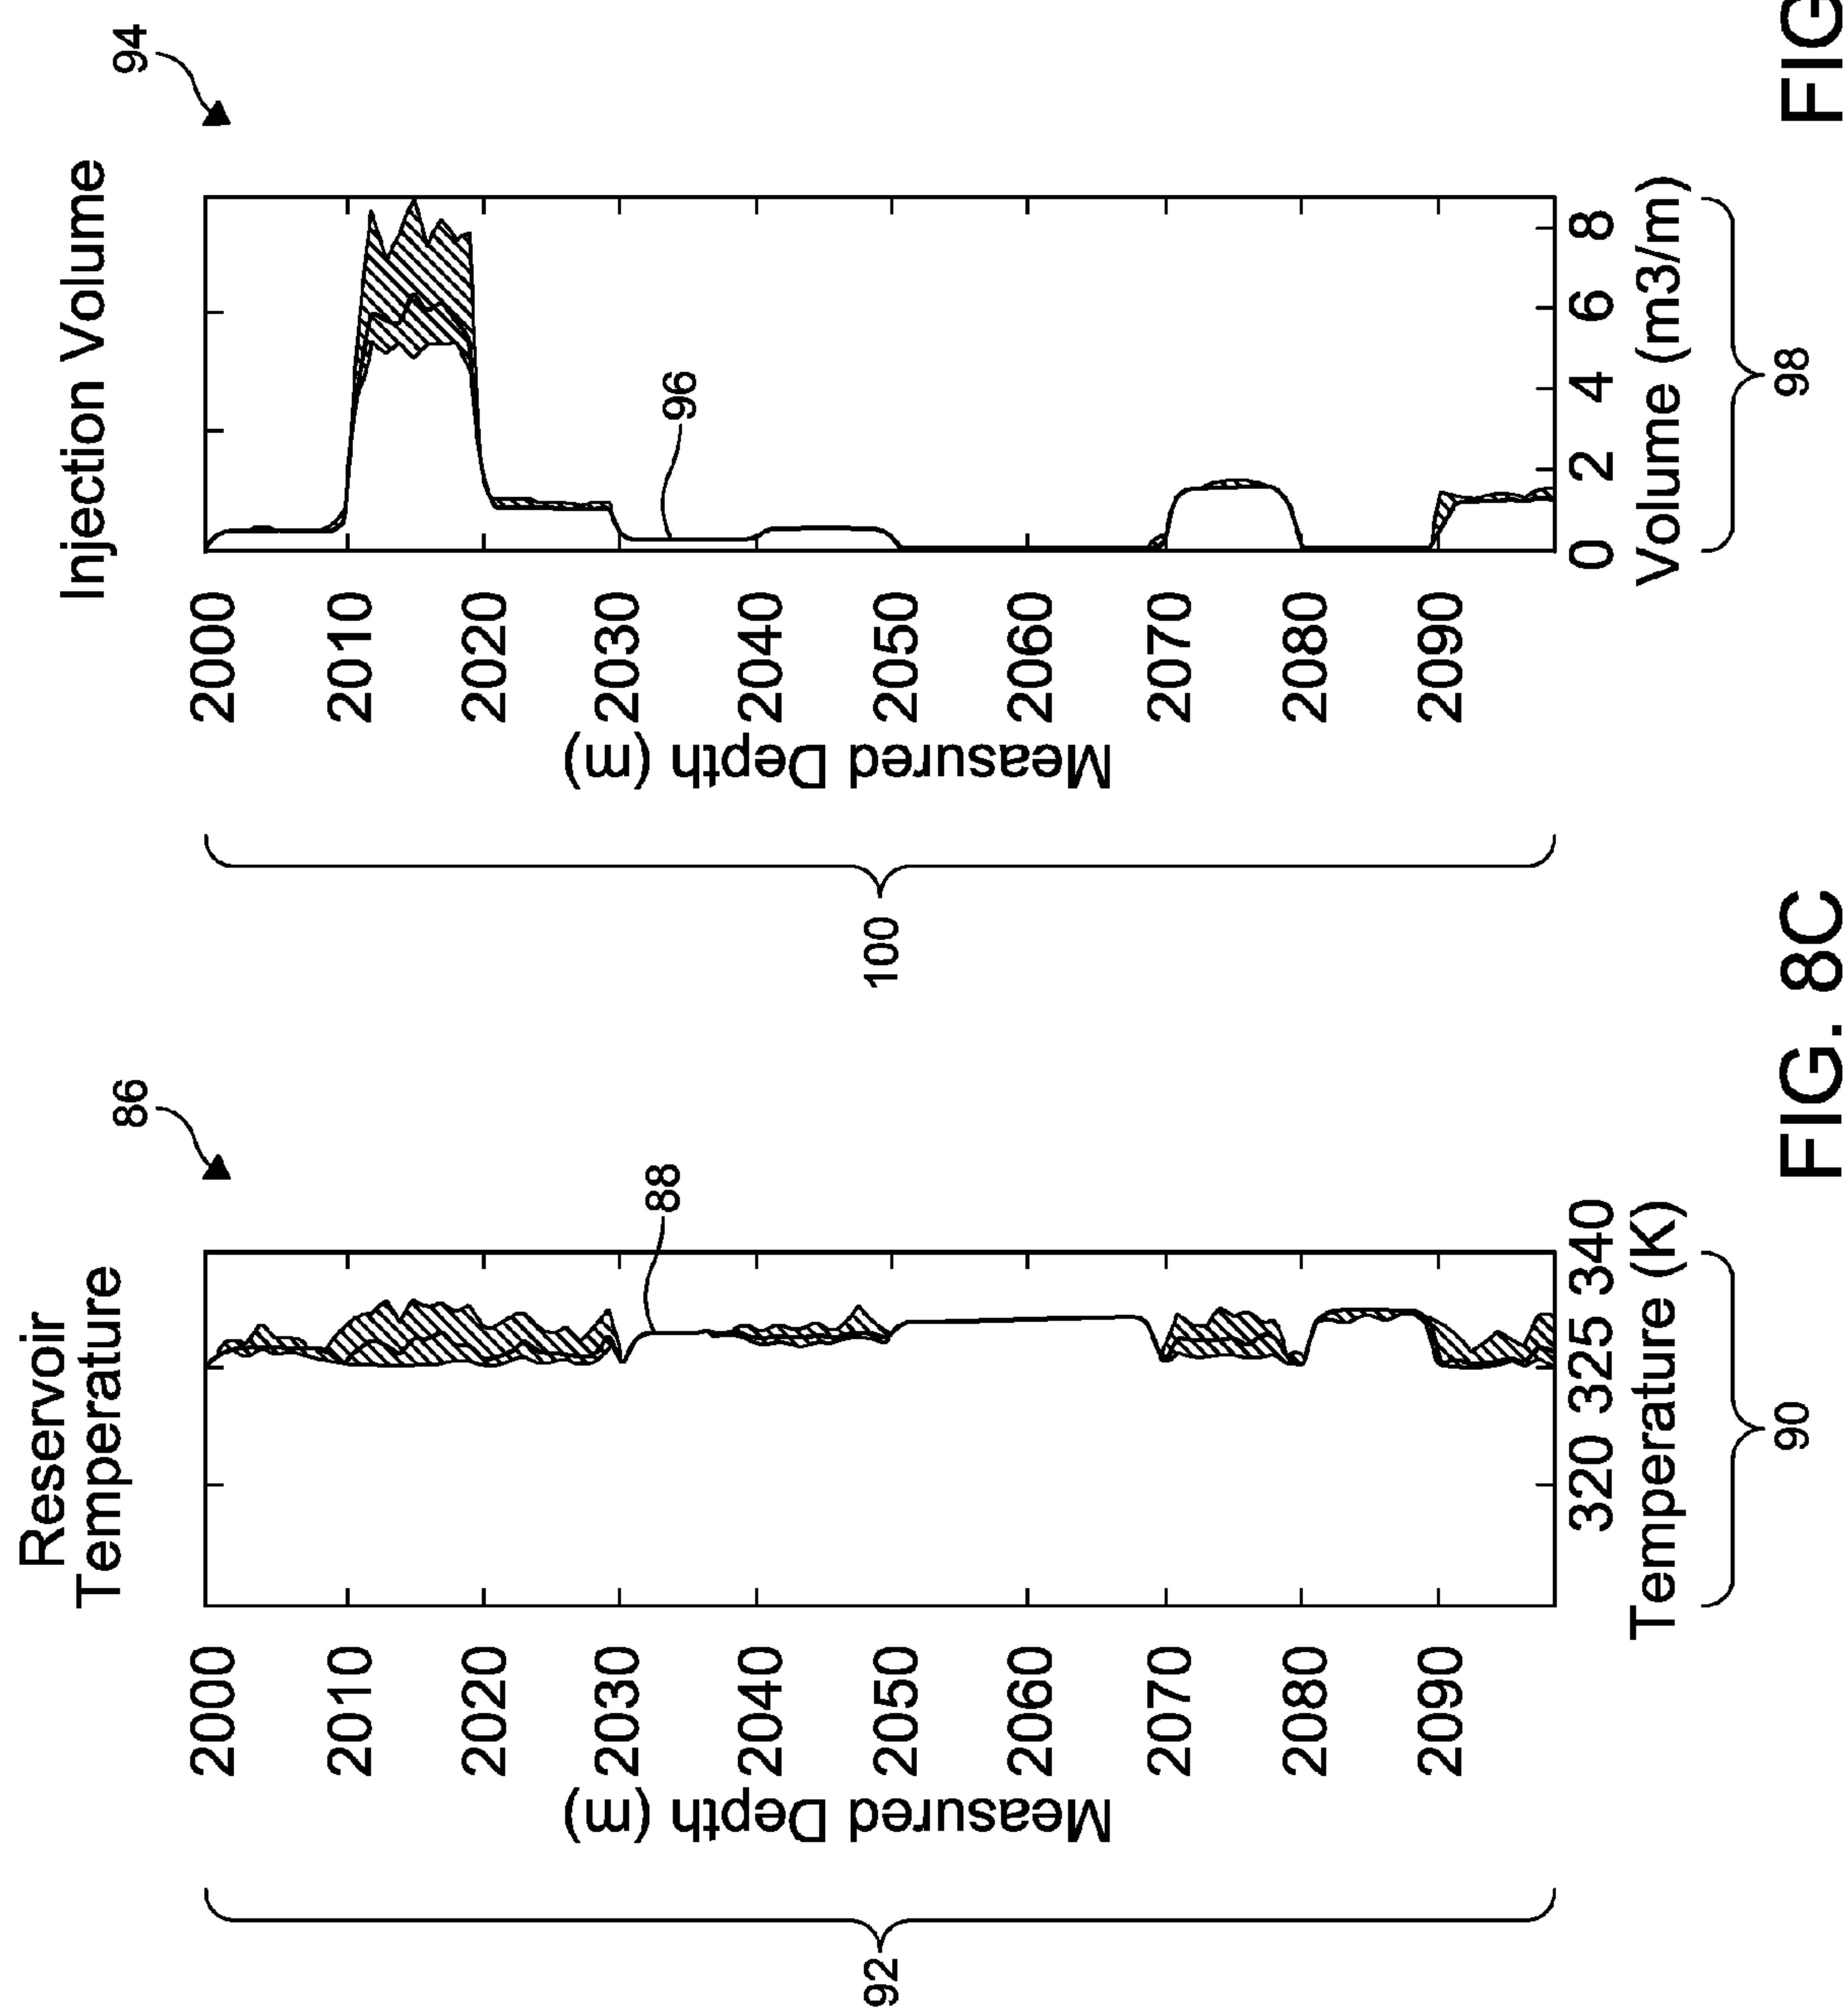 Reservoir
Temperature
86
88
2000
2010
2020
2030
2040
2050
2060
2070
2080
2090
Measured Depth (m)
92
320 325 340
Temperature (K)
90
FIG. 8C
Injection Volume
94
96
2000
2010
2020
2030
2040
2050
2060
2070
2080
2090
Measured Depth (m)
100
0 2 4 6 8
Volume (m3/m)
98
FIG